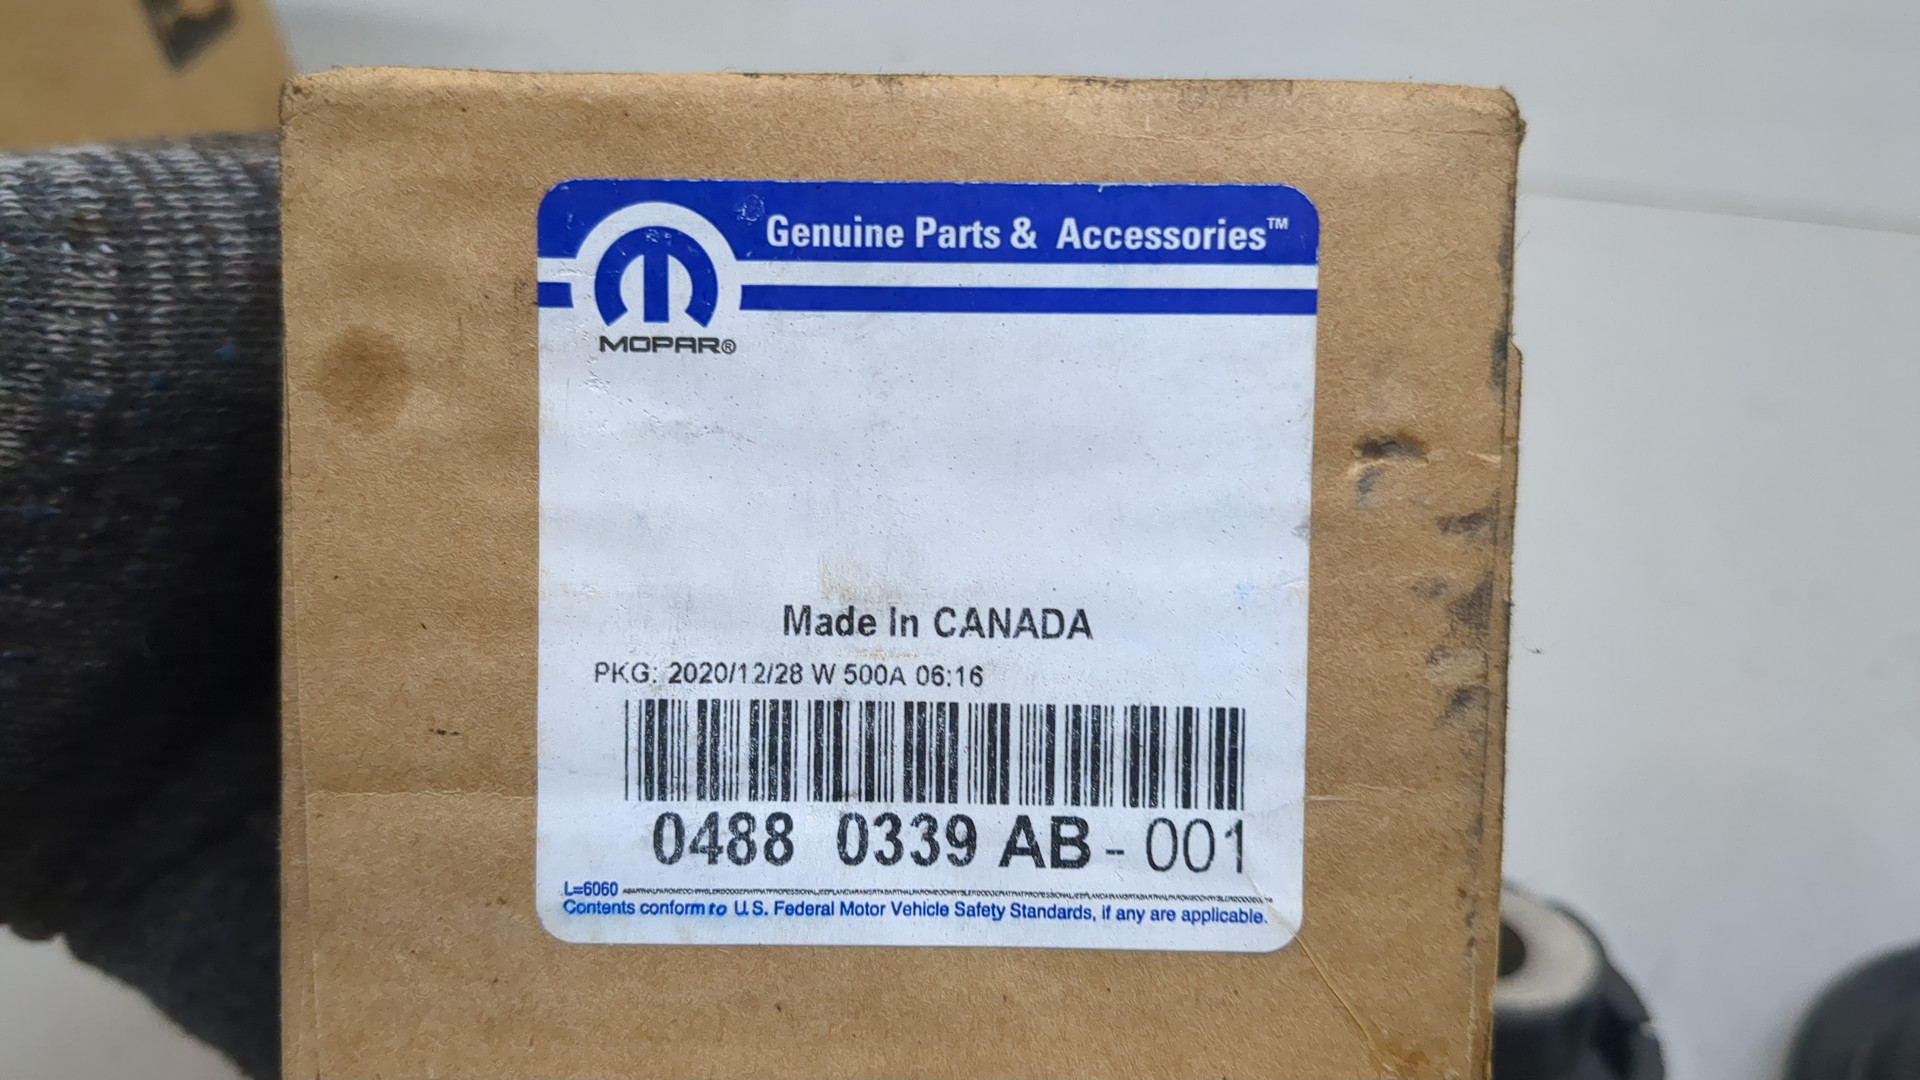 Genuine Parts & Accessories™
MOPAR®
Made In CANADA
PKG: 2020/12/28 W 500A 06:16
0488 0339 AB - 001
L=6060
Contents conform to U.S. Federal Motor Vehicle Safety Standards, if any are applicable.